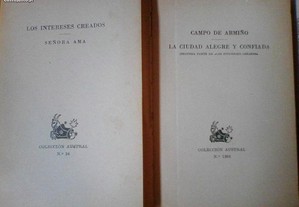 LOS INTERESES CREADOS
SEÑORA AMA
COLECCIÓN AUSTRAL
N.º 34
CAMPO DE ARMIÑO
LA CIUDAD ALEGRE Y CONFIADA
COLECCIÓN AUSTRAL